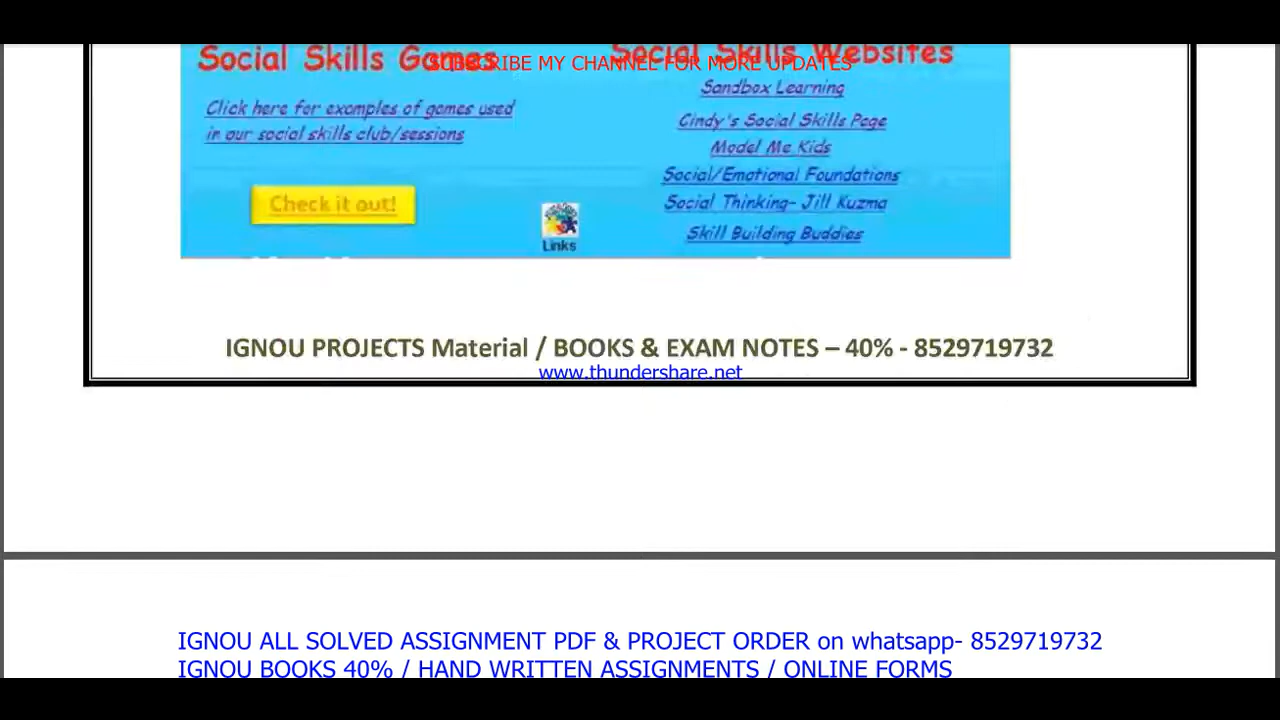 Social Skills Games
Social Skills Websites
SUBSCRIBE MY CHANNEL FOR MORE UPDATES
Sandbox Learning
Click here for examples of games used
in our social skills club/sessions
Cindy's Social Skills Page
Model Me Kids
Social/Emotional Foundations
Check it out!
Social Thinking- Jill Kuzma
Skill Building Buddies
Links
IGNOU PROJECTS Material / BOOKS & EXAM NOTES – 40% - 8529719732
www.thundershare.net
IGNOU ALL SOLVED ASSIGNMENT PDF & PROJECT ORDER on whatsapp- 8529719732
IGNOU BOOKS 40% / HAND WRITTEN ASSIGNMENTS / ONLINE FORMS